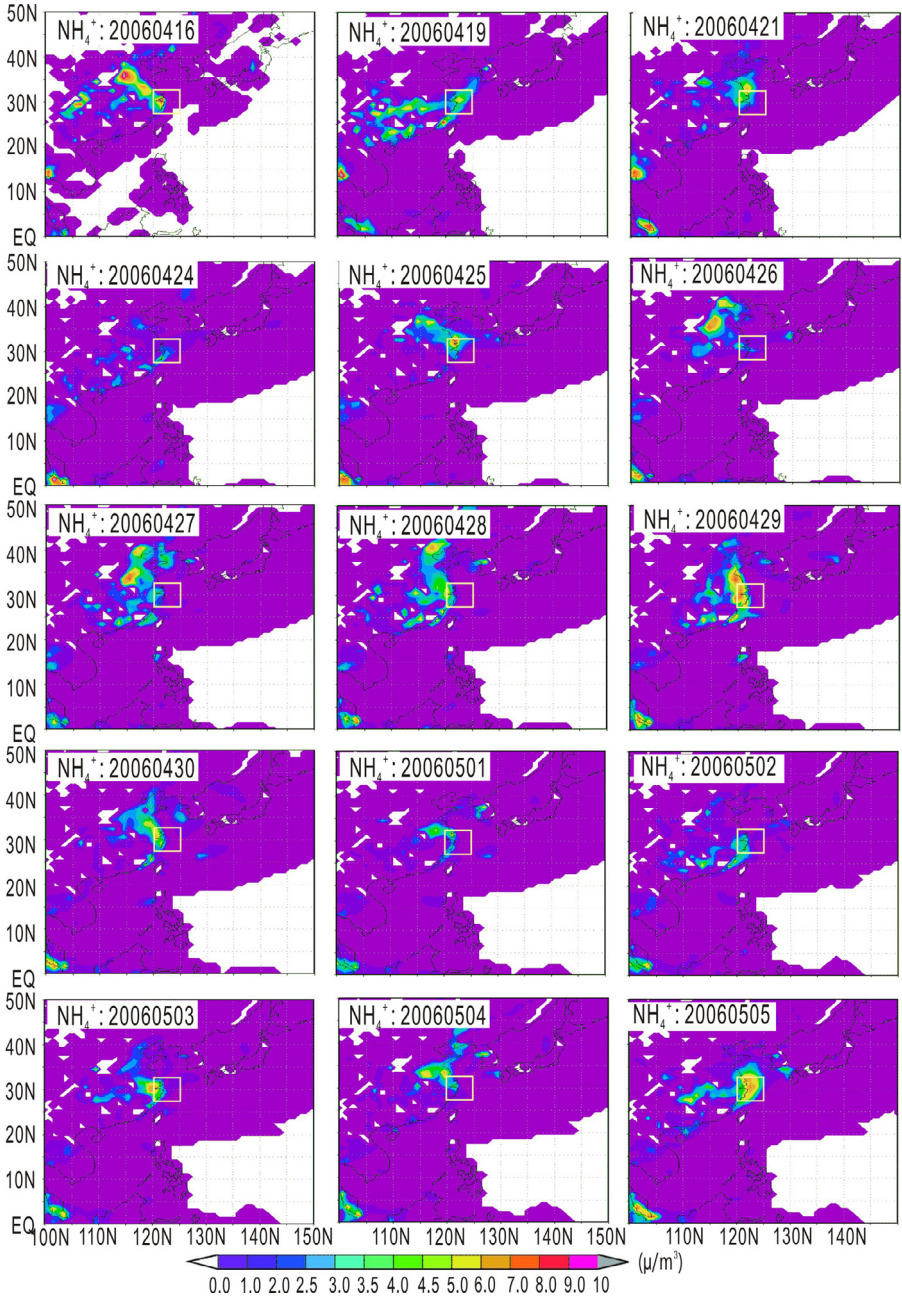 50N
40N
30N
20N
10N
EQ
NH₄⁺: 20060416
NH₄⁺: 20060419
NH₄⁺: 20060421
50N
40N
30N
20N
10N
EQ
NH₄⁺: 20060424
NH₄⁺: 20060425
NH₄⁺: 20060426
50N
40N
30N
20N
10N
EQ
NH₄⁺: 20060427
NH₄⁺: 20060428
NH₄⁺: 20060429
50N
40N
30N
20N
10N
EQ
NH₄⁺: 20060430
NH₄⁺: 20060501
NH₄⁺: 20060502
50N
40N
30N
20N
10N
EQ
NH₄⁺: 20060503
NH₄⁺: 20060504
NH₄⁺: 20060505
100N 120N 140N 150N 110N 120N 130N 140N 150N 110N 120N 130N 140N
0.0 1.0 2.0 2.5 3.0 3.5 4.0 4.5 5.0 6.0 7.0 8.0 9.0 10 (μ/m³)